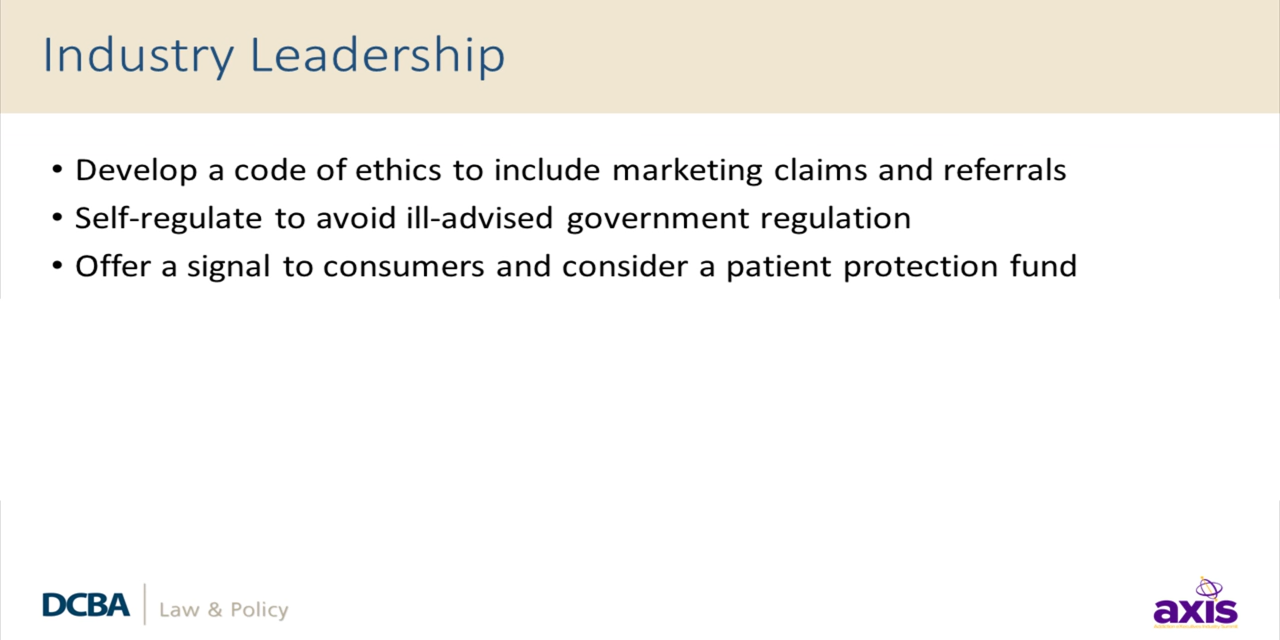 Industry Leadership
• Develop a code of ethics to include marketing claims and referrals
• Self-regulate to avoid ill-advised government regulation
• Offer a signal to consumers and consider a patient protection fund
DCBA Law & Policy
axis